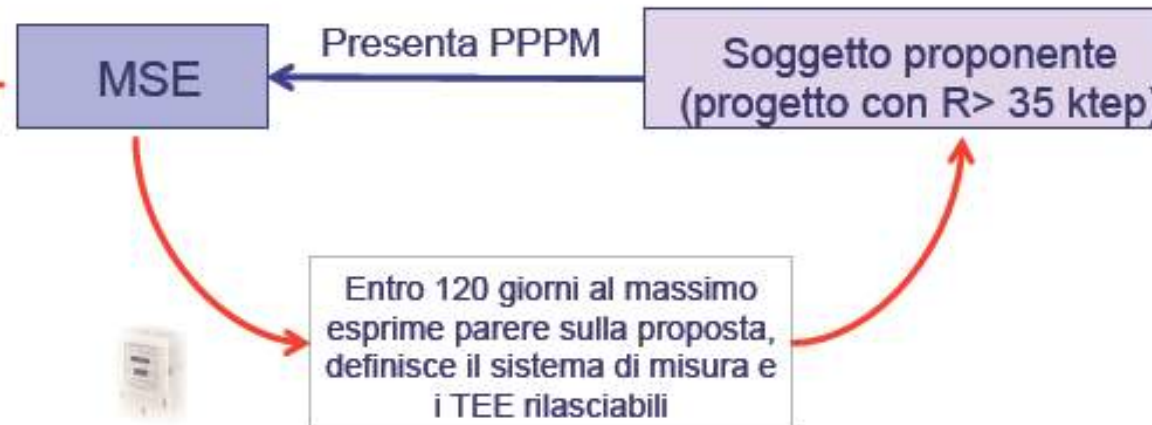 MSE
Presenta PPPM
Soggetto proponente
(progetto con R> 35 ktep)
Entro 120 giorni al massimo
esprime parere sulla proposta,
definisce il sistema di misura e
i TEE rilasciabili